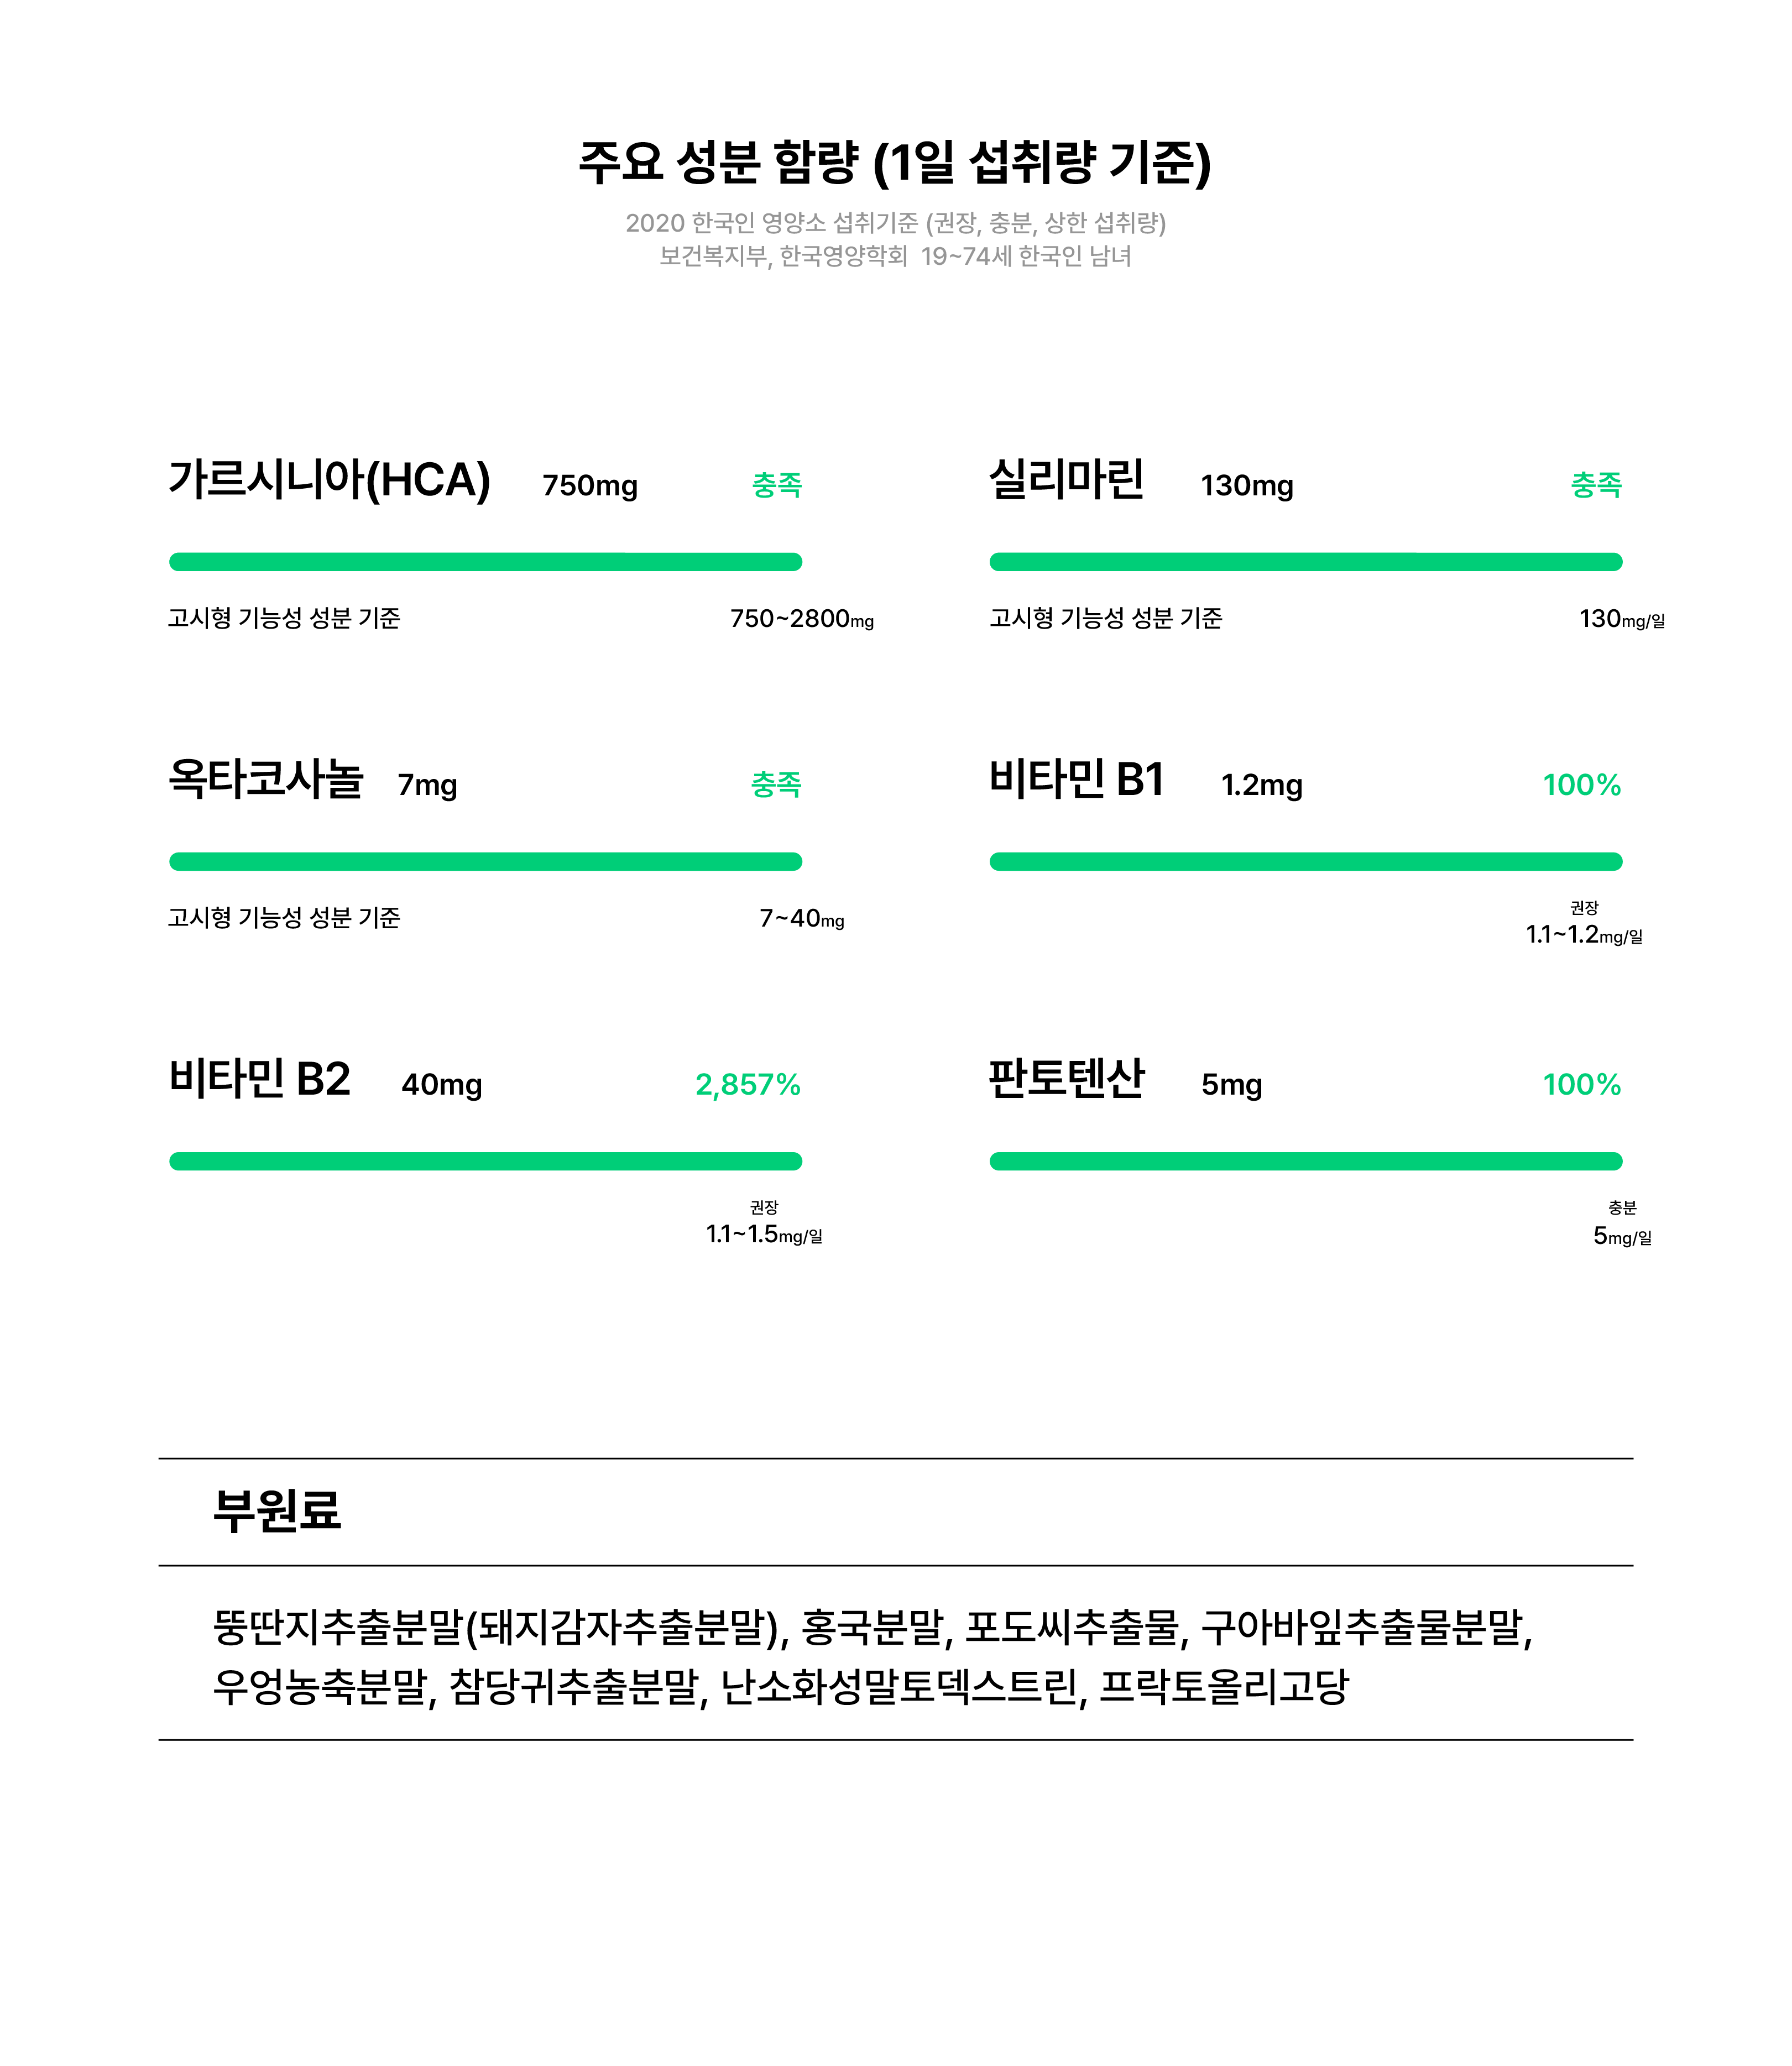 주요 성분 함량 (1일 섭취량 기준)
2020 한국인 영양소 섭취기준 (권장, 충분, 상한 섭취량)
보건복지부, 한국영양학회 19~74세 한국인 남녀
가르시니아(HCA) 750mg 충족
고시형 기능성 성분 기준 750~2800mg
실리마린 130mg 충족
고시형 기능성 성분 기준 130mg/일
옥타코사놀 7mg 충족
고시형 기능성 성분 기준 7~40mg
비타민 B1 1.2mg 100%
권장
1.1~1.2mg/일
비타민 B2 40mg 2,857%
권장
1.1~1.5mg/일
판토텐산 5mg 100%
충분
5mg/일
부원료
뚱딴지추출분말(돼지감자추출분말), 홍국분말, 포도씨추출물, 구아바잎추출물분말,
우엉농축분말, 참당귀추출분말, 난소화성말토덱스트린, 프락토올리고당